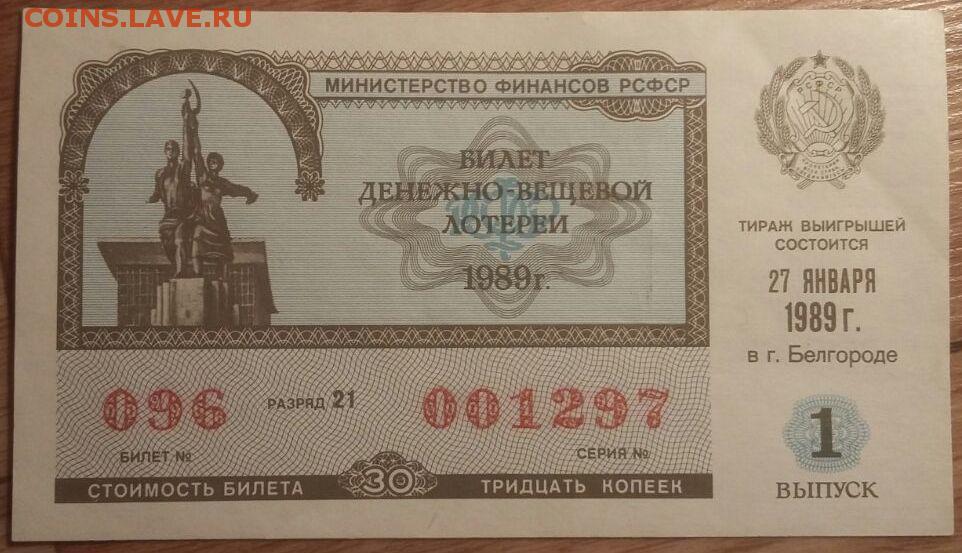 COINS.LAVE.RU
МИНИСТЕРСТВО ФИНАНСОВ РСФСР
БИЛЕТ
ДЕНЕЖНО-ВЕЩЕВОЙ
ЛОТЕРЕИ
1989г.
096
РАЗРЯД 21
001297
БИЛЕТ №
СЕРИЯ №
СТОИМОСТЬ БИЛЕТА
30
ТРИДЦАТЬ КОПЕЕК
РСФСР
ТИРАЖ ВЫИГРЫШЕЙ
СОСТОИТСЯ
27 ЯНВАРЯ
1989 г.
в г. Белгороде
1
ВЫПУСК